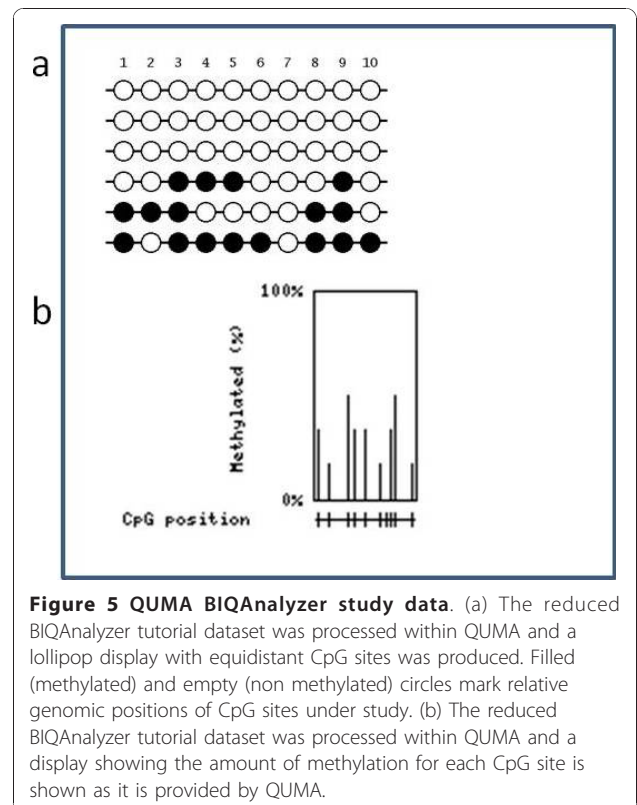 a
1 2 3 4 5 6 7 8 9 10
b
100%
Methylated (%)
0%
CpG position
Figure 5 QUMA BIQAnalyzer study data. (a) The reduced
BIQAnalyzer tutorial dataset was processed within QUMA and a
lollipop display with equidistant CpG sites was produced. Filled
(methylated) and empty (non methylated) circles mark relative
genomic positions of CpG sites under study. (b) The reduced
BIQAnalyzer tutorial dataset was processed within QUMA and a
display showing the amount of methylation for each CpG site is
shown as it is provided by QUMA.